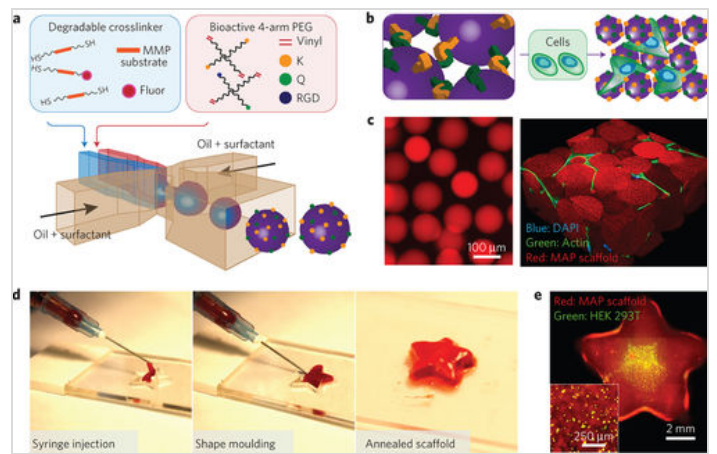 a
Degradable crosslinker
SH
HS
MMP
substrate
HS
SH
HS
Fluor
Bioactive 4-arm PEG
Vinyl
K
Q
RGD
Oil + surfactant
Oil + surfactant
b
Cells
c
100 µm
Blue: DAPI
Green: Actin
Red: MAP scaffold
d
Syringe injection
Shape moulding
Annealed scaffold
e
Red: MAP scaffold
Green: HEK 293T
250 µm
2 mm